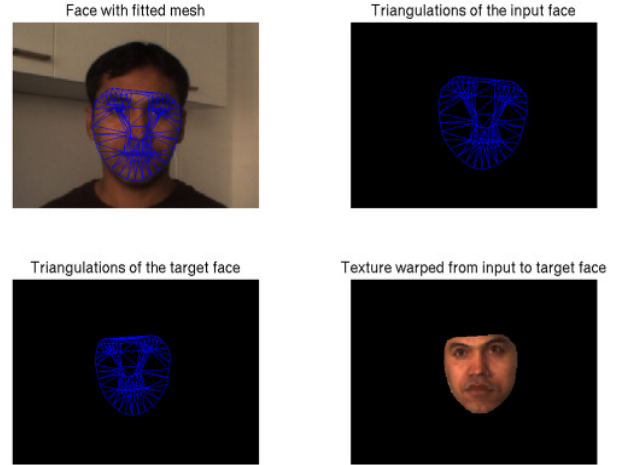 Face with fitted mesh
Triangulations of the input face
Triangulations of the target face
Texture warped from input to target face